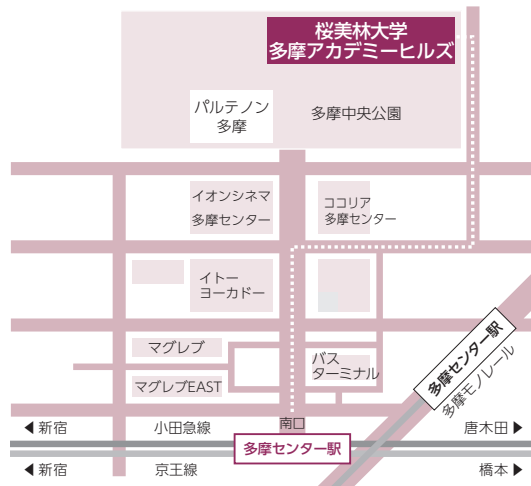 桜美林大学
多摩アカデミーヒルズ
パルテノン
多摩
多摩中央公園
イオンシネマ
多摩センター
ココリア
多摩センター
イトー
ヨーカドー
マグレブ
バス
ターミナル
マグレブEAST
多摩センター駅
多摩モノレール
◀ 新宿
小田急線
南口
唐木田 ▶
多摩センター駅
◀ 新宿
京王線
橋本 ▶